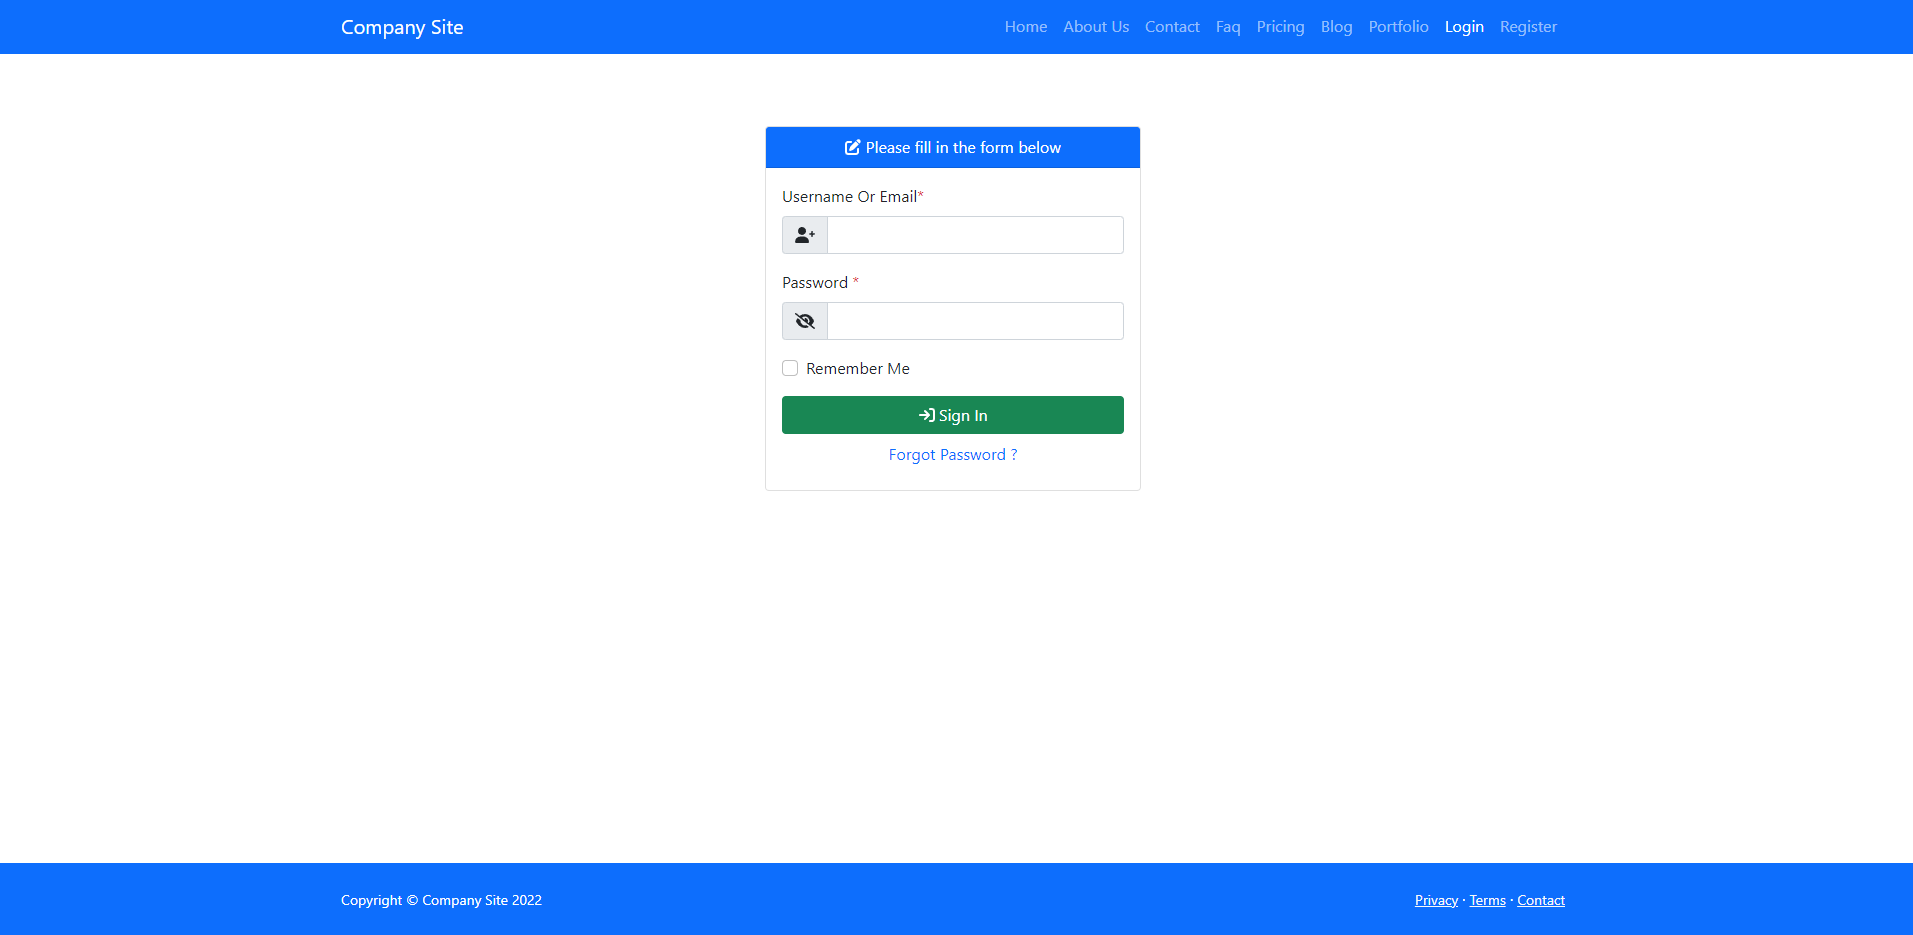 Company Site
Home About Us Contact Faq Pricing Blog Portfolio Login Register
Please fill in the form below
Username Or Email*
Password *
Remember Me
Sign In
Forgot Password ?
Copyright © Company Site 2022
Privacy · Terms · Contact